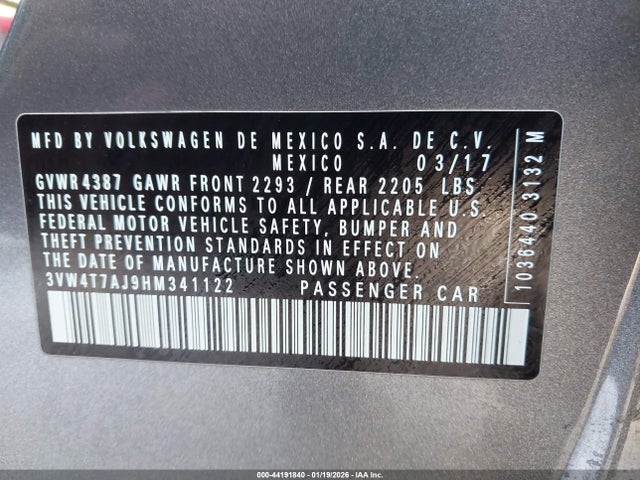 MFD BY VOLKSWAGEN DE MEXICO S.A. DE C.V.
MEXICO 03/17
GVWR4387 GAWR FRONT 2293 / REAR 2205 LBS
THIS VEHICLE CONFORMS TO ALL APPLICABLE U.S.
FEDERAL MOTOR VEHICLE SAFETY, BUMPER AND
THEFT PREVENTION STANDARDS IN EFFECT ON
THE DATE OF MANUFACTURE SHOWN ABOVE.
3VW4T7AJ9HM341122 PASSENGER CAR
1036440 3132 M
000-44191840 - 01/19/2026 - IAA Inc.